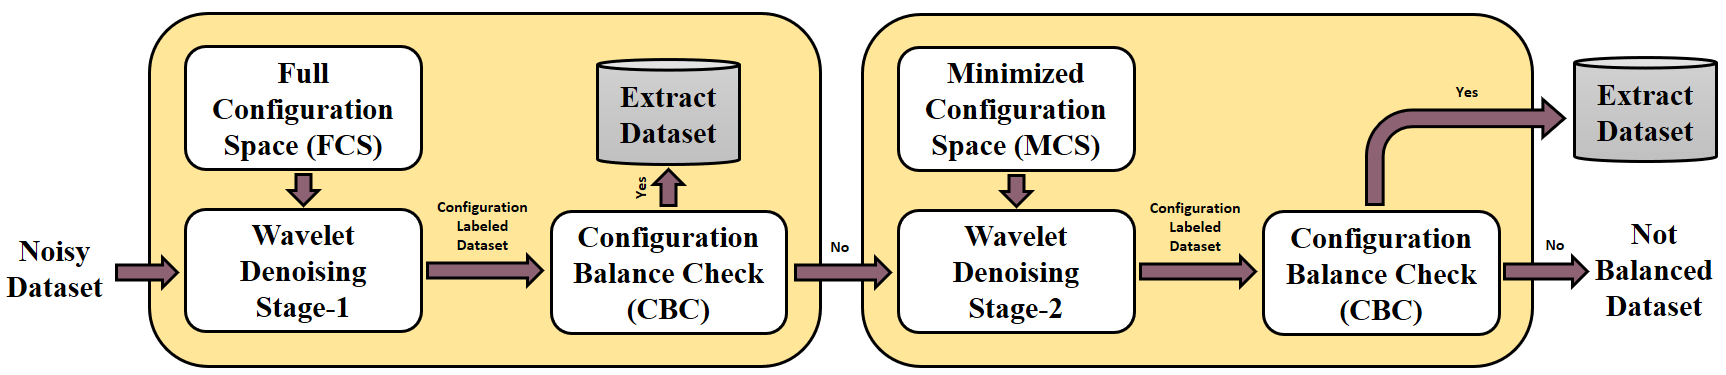 Noisy
Dataset
Full
Configuration
Space (FCS)
Wavelet
Denoising
Stage-1
Configuration
Labeled
Dataset
Extract
Dataset
Yes
Configuration
Balance Check
(CBC)
No
Minimized
Configuration
Space (MCS)
Wavelet
Denoising
Stage-2
Configuration
Labeled
Dataset
Configuration
Balance Check
(CBC)
Yes
Extract
Dataset
No
Not
Balanced
Dataset